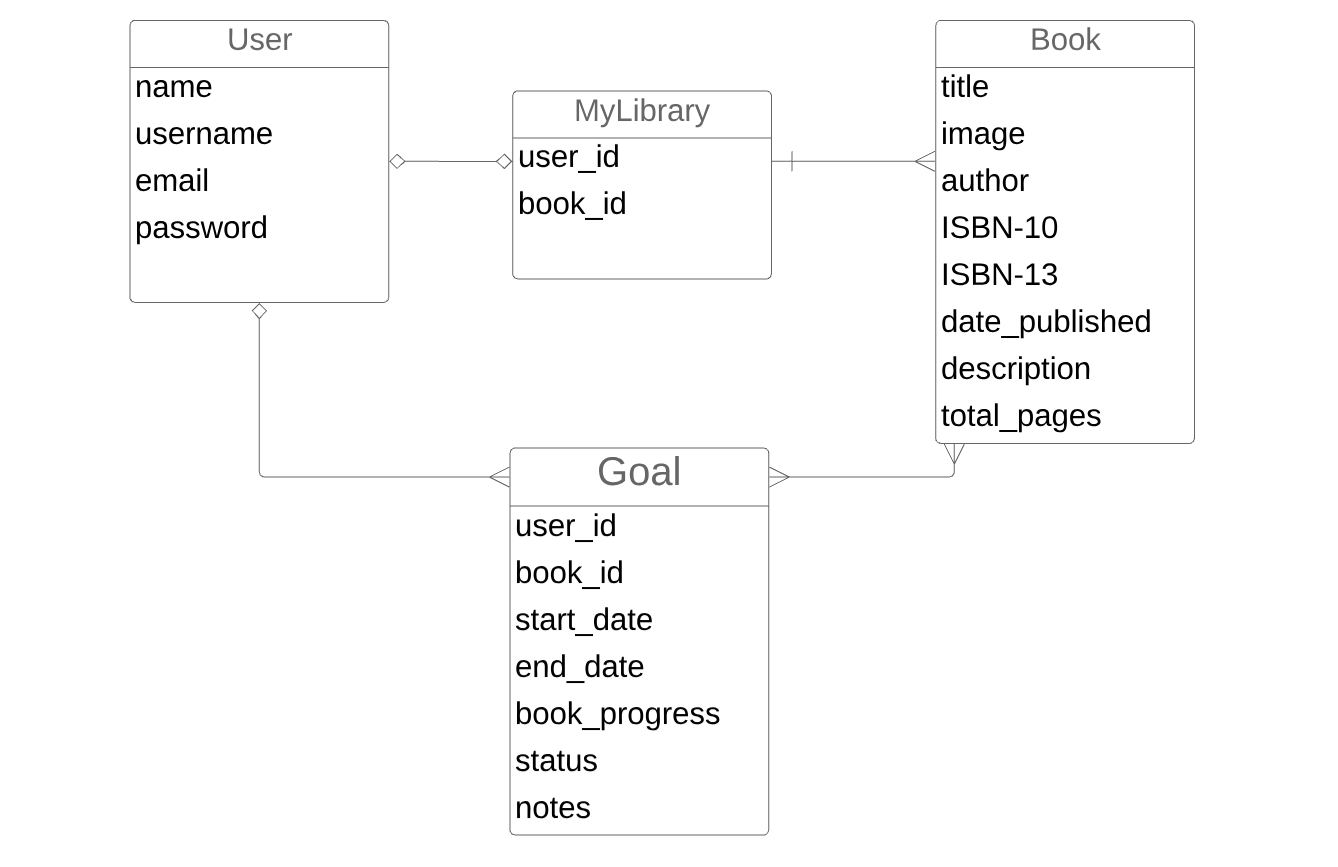 User
name
username
email
password
MyLibrary
user_id
book_id
Book
title
image
author
ISBN-10
ISBN-13
date_published
description
total_pages
Goal
user_id
book_id
start_date
end_date
book_progress
status
notes